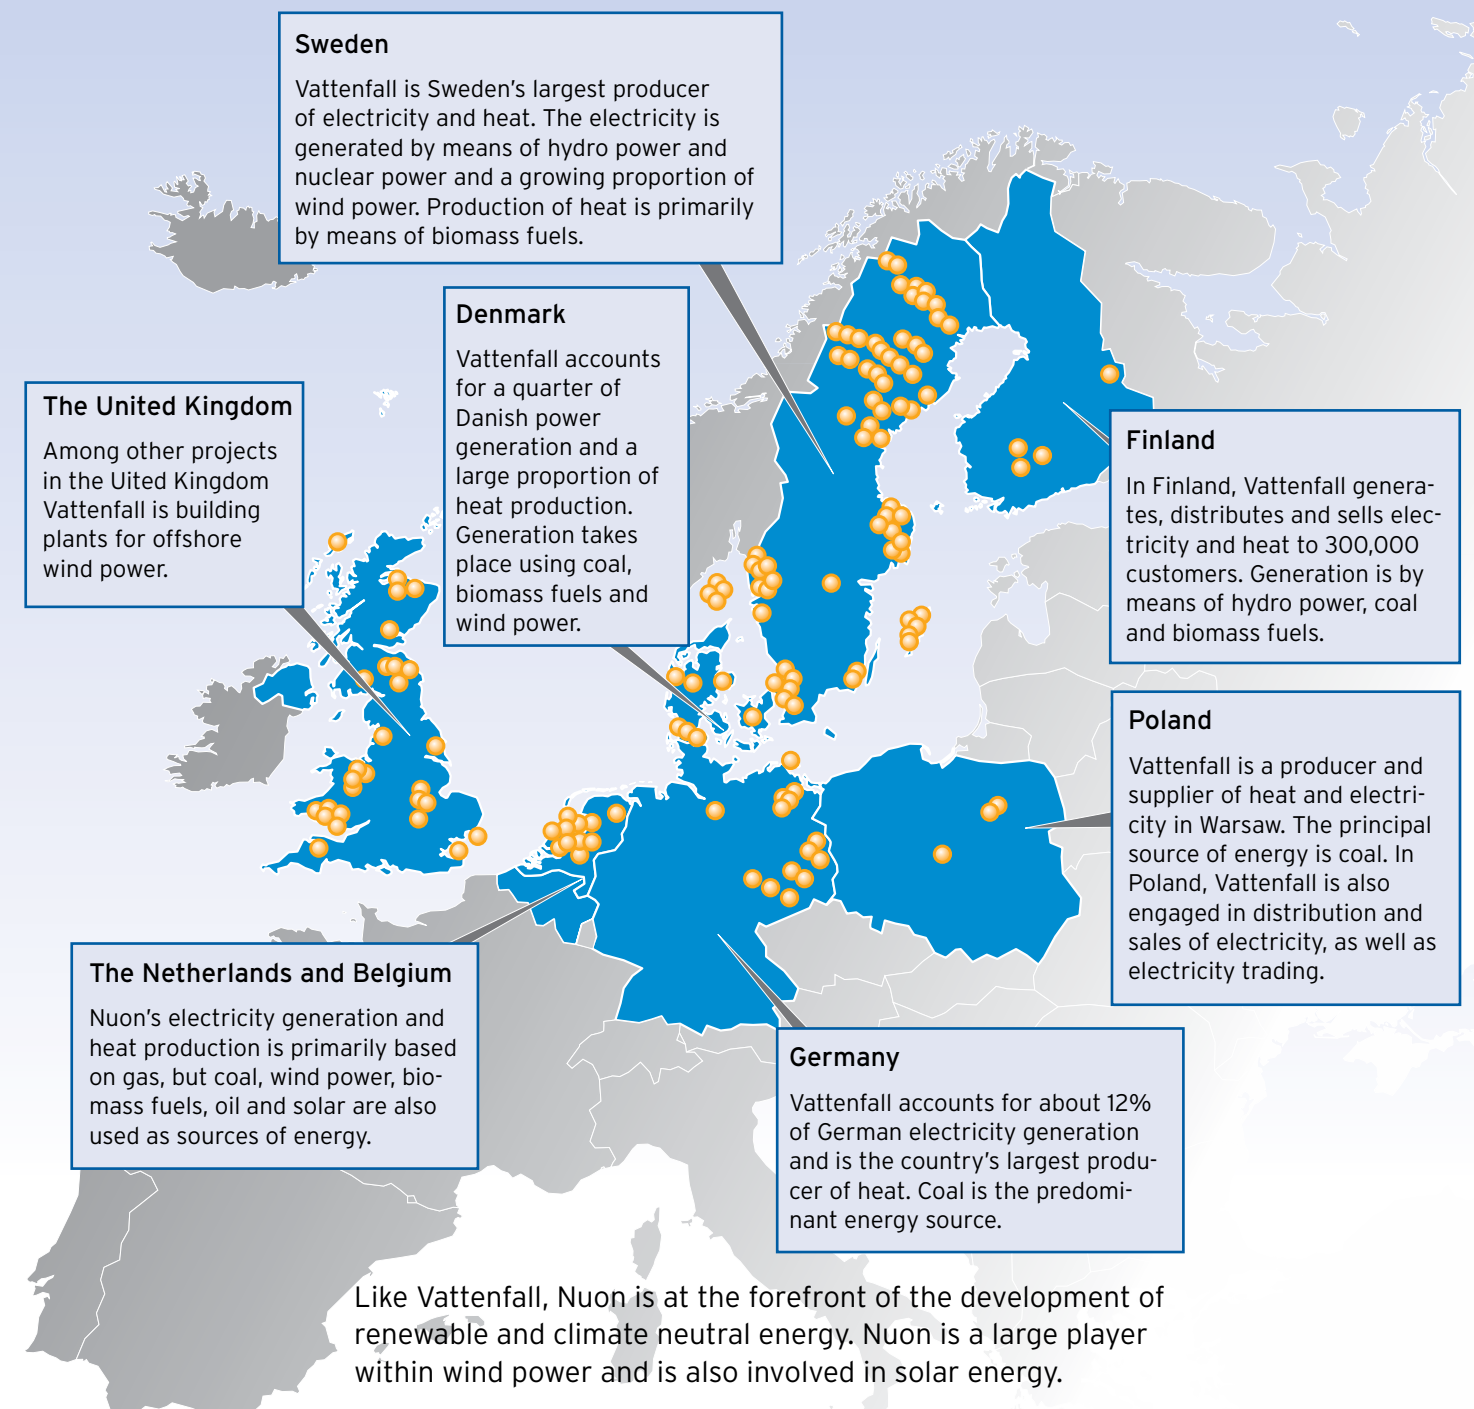 Sweden
Vattenfall is Sweden's largest producer
of electricity and heat. The electricity is
generated by means of hydro power and
nuclear power and a growing proportion of
wind power. Production of heat is primarily
by means of biomass fuels.
Denmark
Vattenfall accounts
for a quarter of
Danish power
generation and a
large proportion of
heat production.
Generation takes
place using coal,
biomass fuels and
wind power.
The United Kingdom
Among other projects
in the Uited Kingdom
Vattenfall is building
plants for offshore
wind power.
Finland
In Finland, Vattenfall genera-
tes, distributes and sells elec-
tricity and heat to 300,000
customers. Generation is by
means of hydro power, coal
and biomass fuels.
Poland
Vattenfall is a producer and
supplier of heat and electri-
city in Warsaw. The principal
source of energy is coal. In
Poland, Vattenfall is also
engaged in distribution and
sales of electricity, as well as
electricity trading.
The Netherlands and Belgium
Nuon's electricity generation and
heat production is primarily based
on gas, but coal, wind power, bio-
mass fuels, oil and solar are also
used as sources of energy.
Germany
Vattenfall accounts for about 12%
of German electricity generation
and is the country's largest produ-
cer of heat. Coal is the predomi-
nant energy source.
Like Vattenfall, Nuon is at the forefront of the development of
renewable and climate neutral energy. Nuon is a large player
within wind power and is also involved in solar energy.